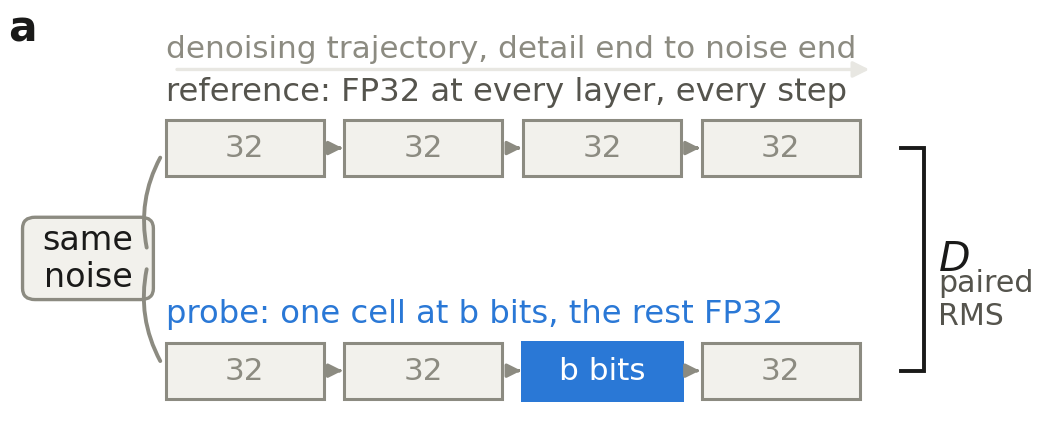 a
denoising trajectory, detail end to noise end
reference: FP32 at every layer, every step
32 32 32 32
same
noise
D
paired
RMS
probe: one cell at b bits, the rest FP32
32 32 b bits 32